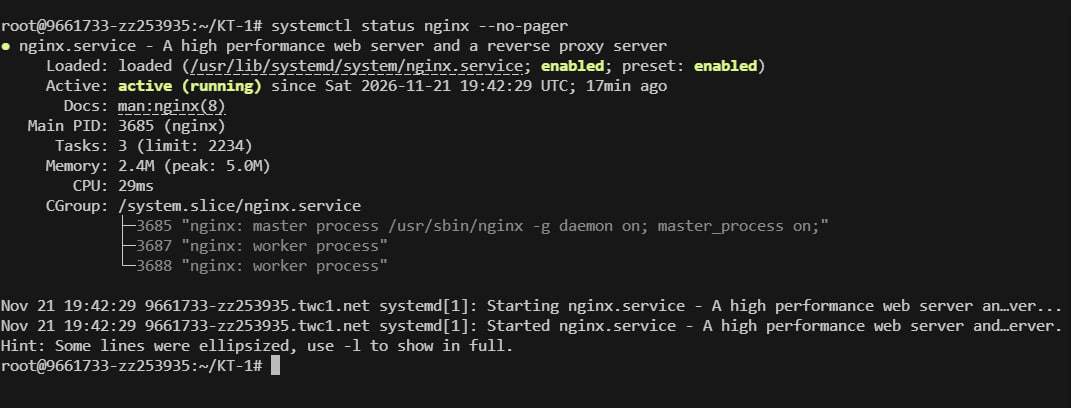 root@9661733-zz253935:~/KT-1# systemctl status nginx --no-pager
● nginx.service - A high performance web server and a reverse proxy server
     Loaded: loaded (/usr/lib/systemd/system/nginx.service; enabled; preset: enabled)
     Active: active (running) since Sat 2026-11-21 19:42:29 UTC; 17min ago
       Docs: man:nginx(8)
   Main PID: 3685 (nginx)
      Tasks: 3 (limit: 2234)
     Memory: 2.4M (peak: 5.0M)
        CPU: 29ms
     CGroup: /system.slice/nginx.service
             ├─3685 "nginx: master process /usr/sbin/nginx -g daemon on; master_process on;"
             ├─3687 "nginx: worker process"
             └─3688 "nginx: worker process"

Nov 21 19:42:29 9661733-zz253935.twc1.net systemd[1]: Starting nginx.service - A high performance web server an…ver...
Nov 21 19:42:29 9661733-zz253935.twc1.net systemd[1]: Started nginx.service - A high performance web server and…erver.
Hint: Some lines were ellipsized, use -l to show in full.
root@9661733-zz253935:~/KT-1#